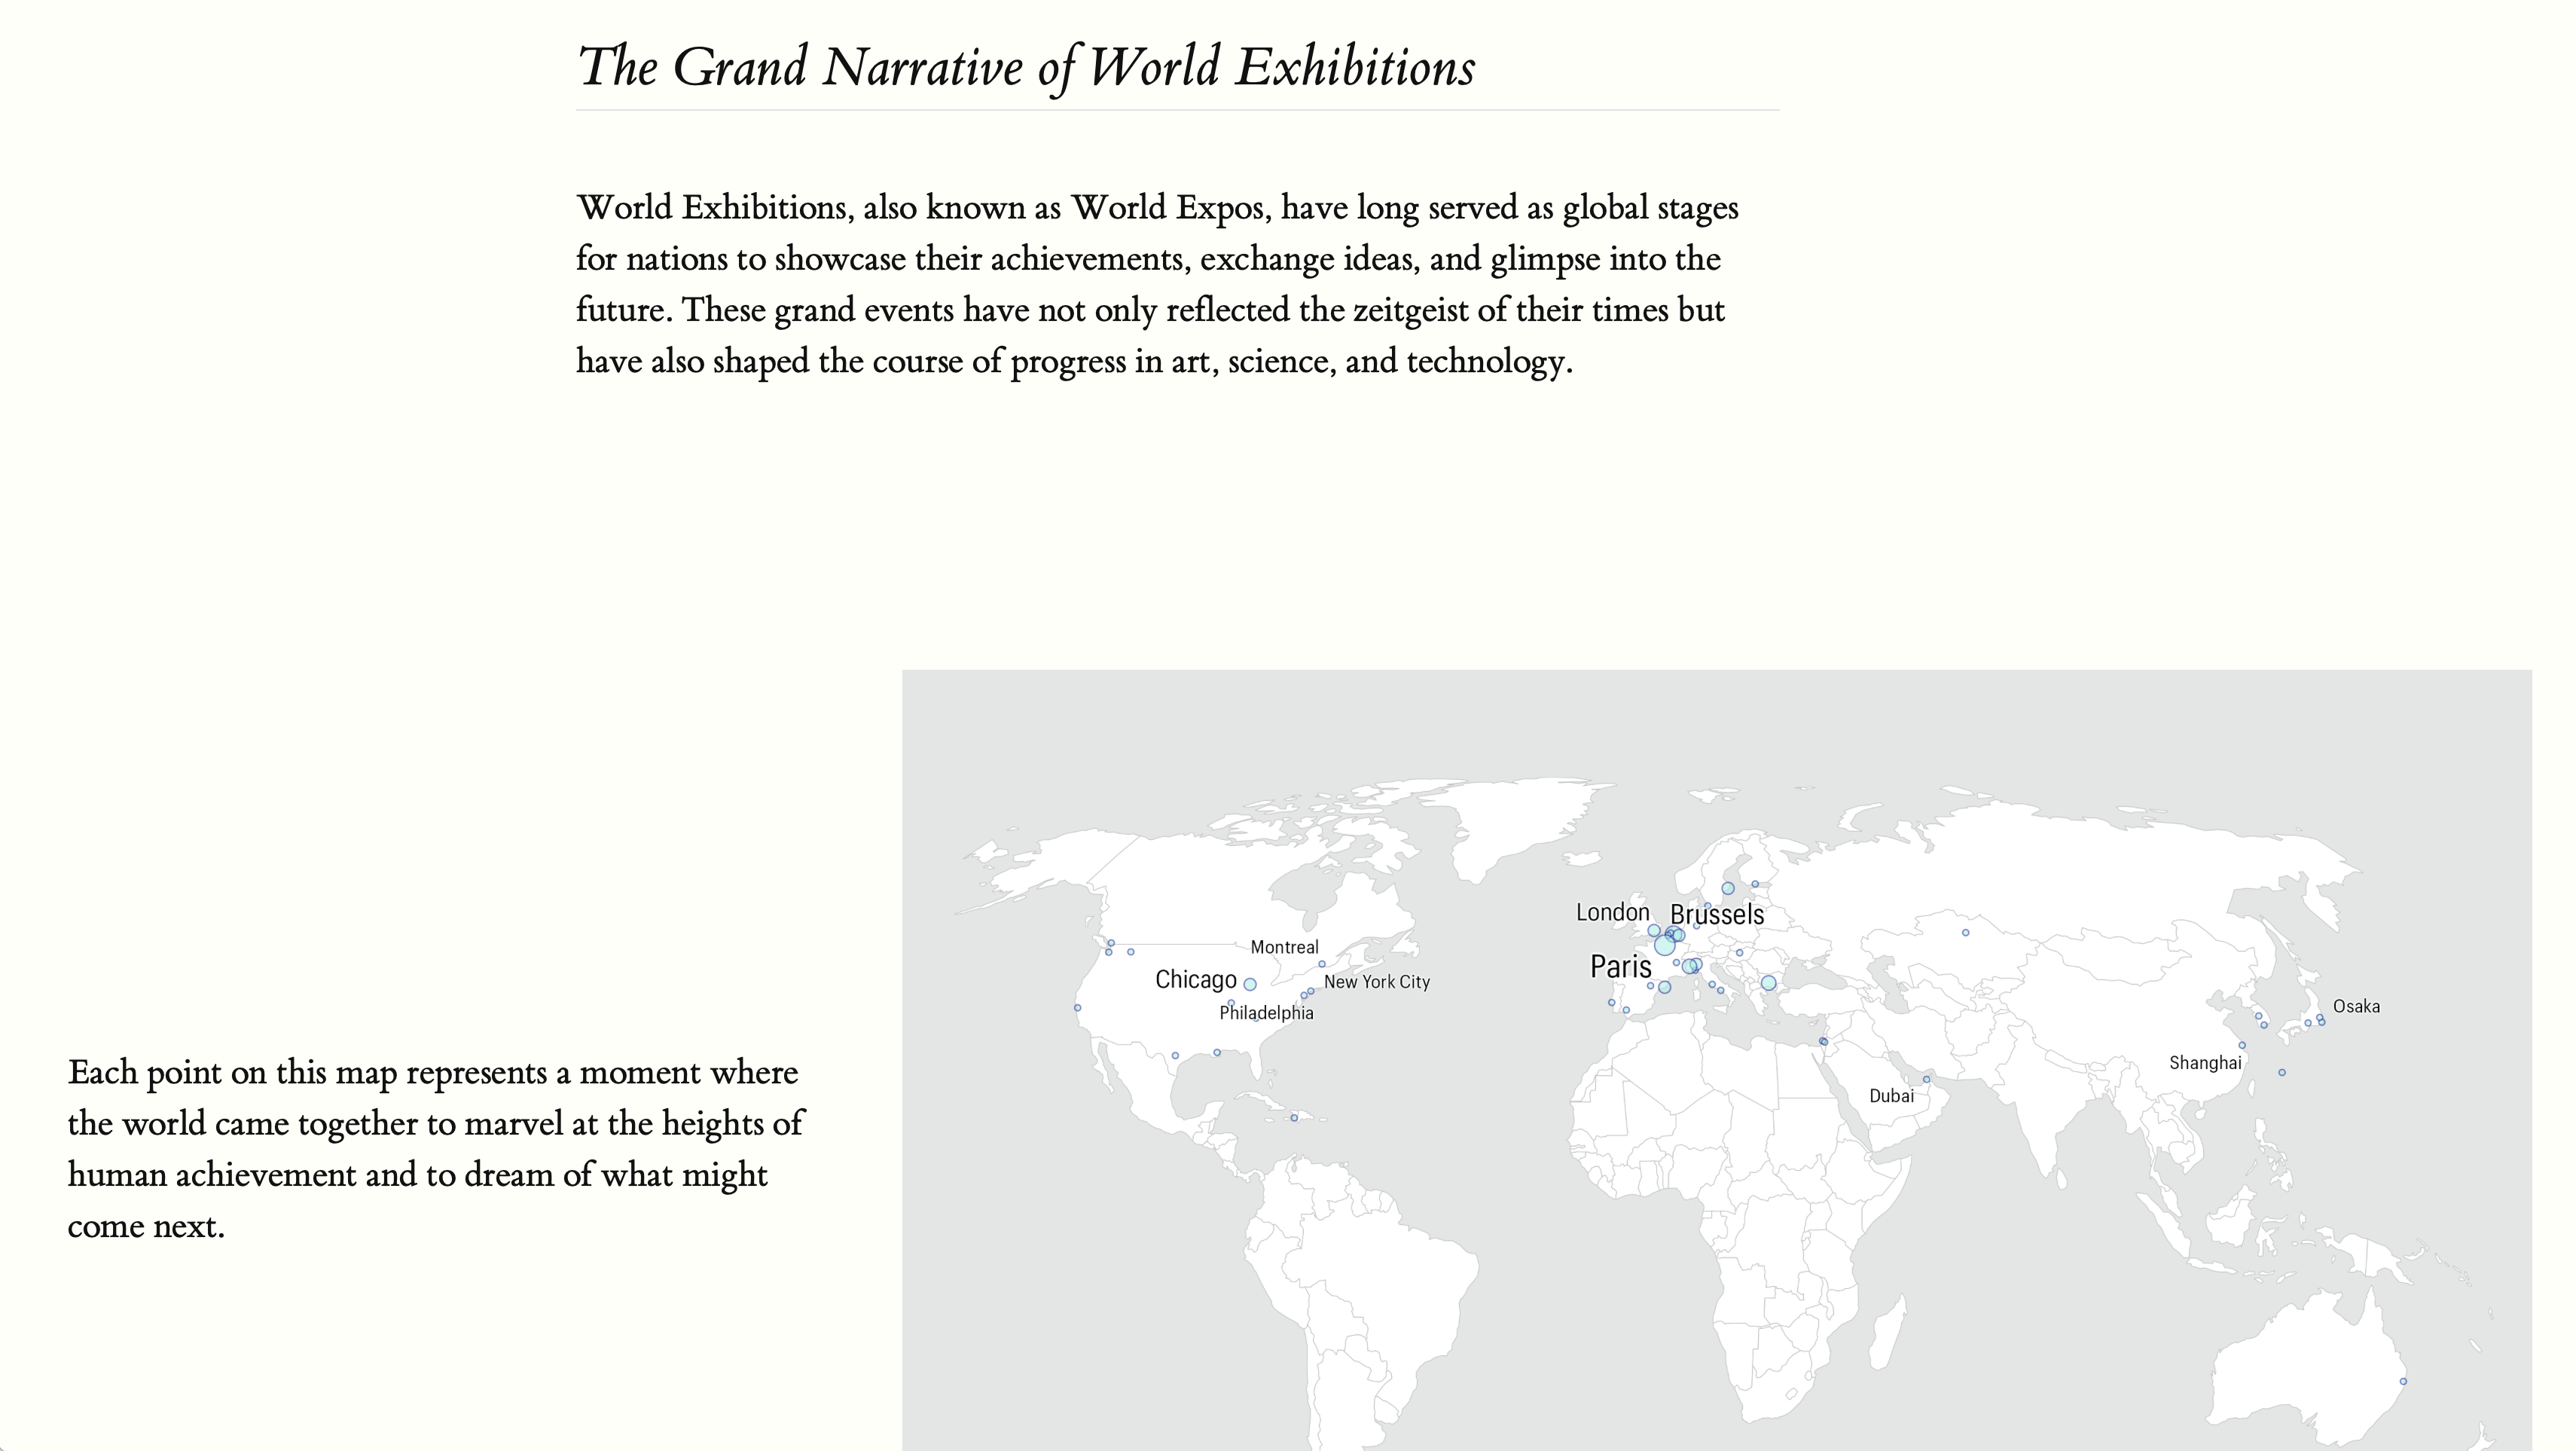 The Grand Narrative of World Exhibitions
World Exhibitions, also known as World Expos, have long served as global stages
for nations to showcase their achievements, exchange ideas, and glimpse into the
future. These grand events have not only reflected the zeitgeist of their times but
have also shaped the course of progress in art, science, and technology.
Each point on this map represents a moment where
the world came together to marvel at the heights of
human achievement and to dream of what might
come next.
London
Brussels
Montreal
Paris
Chicago
New York City
Philadelphia
Osaka
Shanghai
Dubai